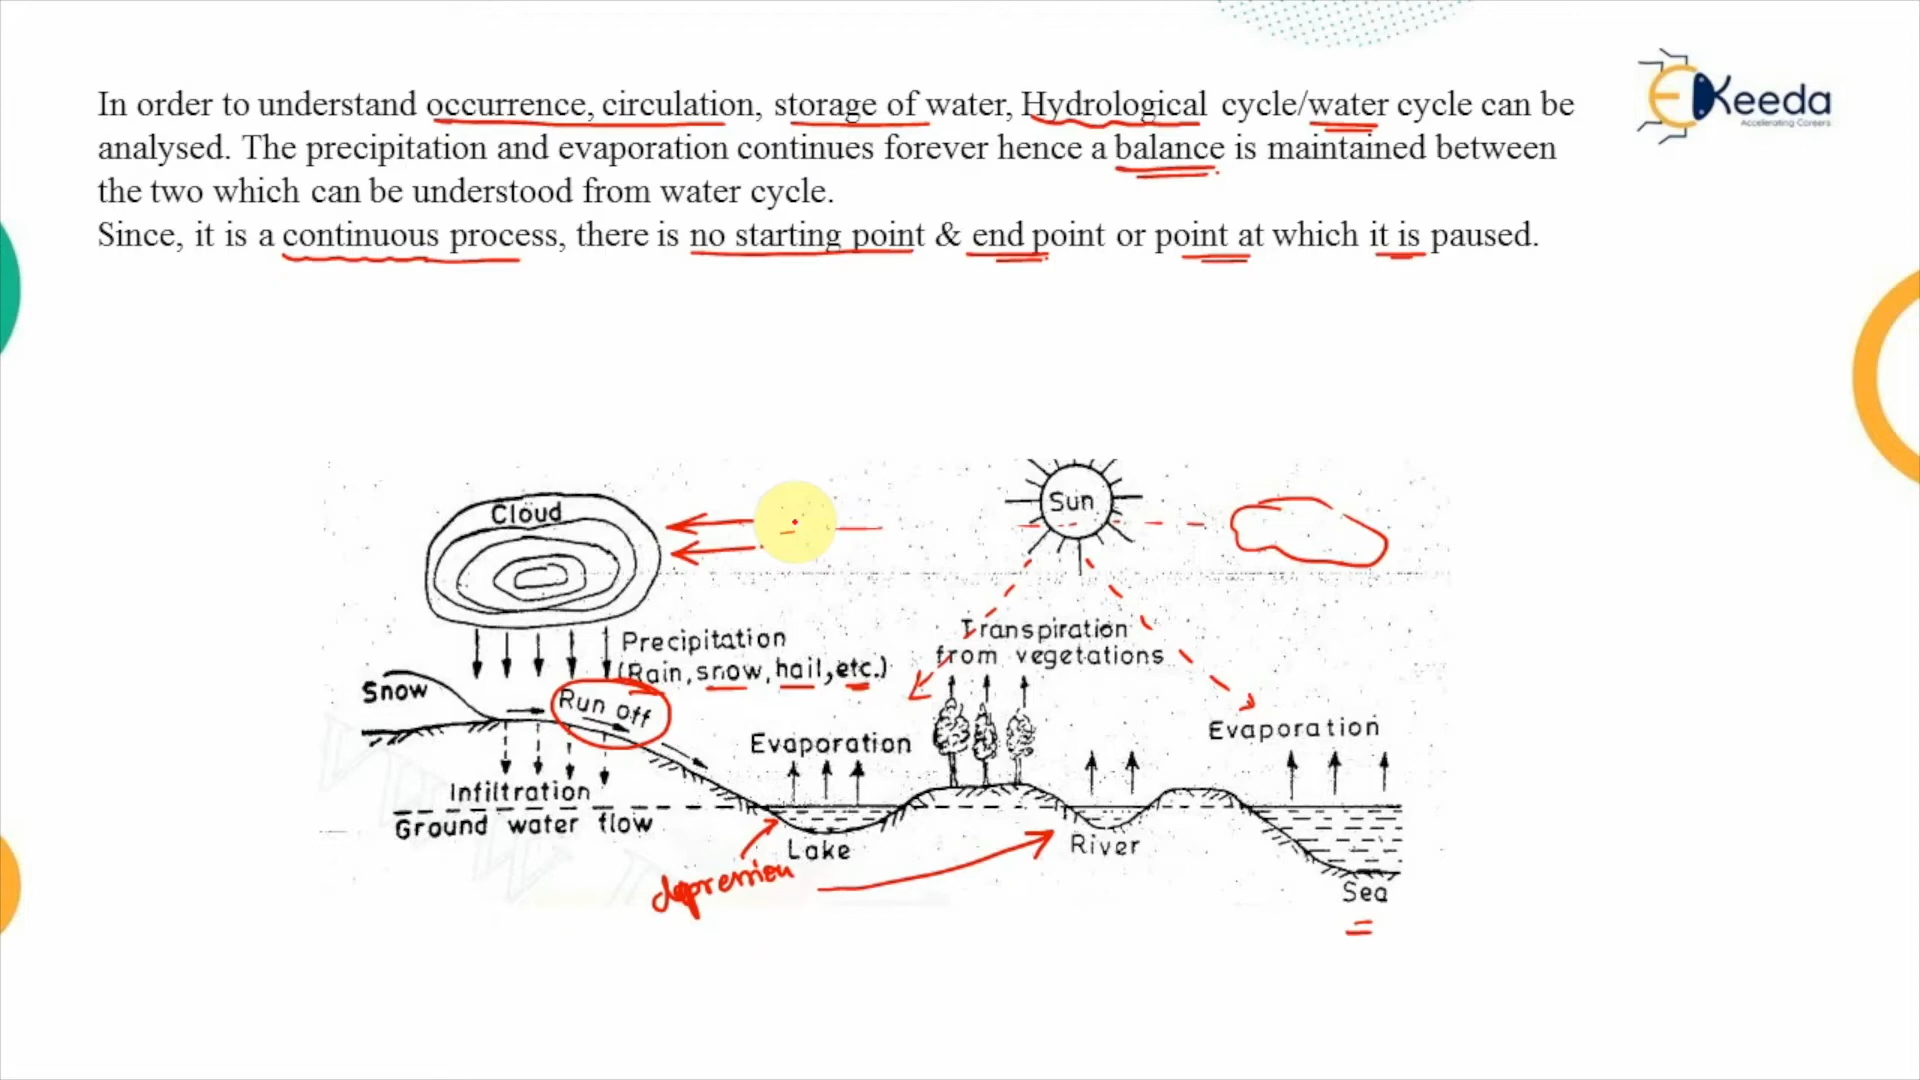 In order to understand occurrence, circulation, storage of water, Hydrological cycle/water cycle can be
analysed. The precipitation and evaporation continues forever hence a balance is maintained between
the two which can be understood from water cycle.
Since, it is a continuous process, there is no starting point & end point or point at which it is paused.
EKeeda
Accelerating Careers
Cloud
Sun
Precipitation
(Rain, snow, hail, etc.)
Transpiration
from vegetations
Snow
Run off
Evaporation
Evaporation
Infiltration
Ground water flow
Lake
River
depression
Sea